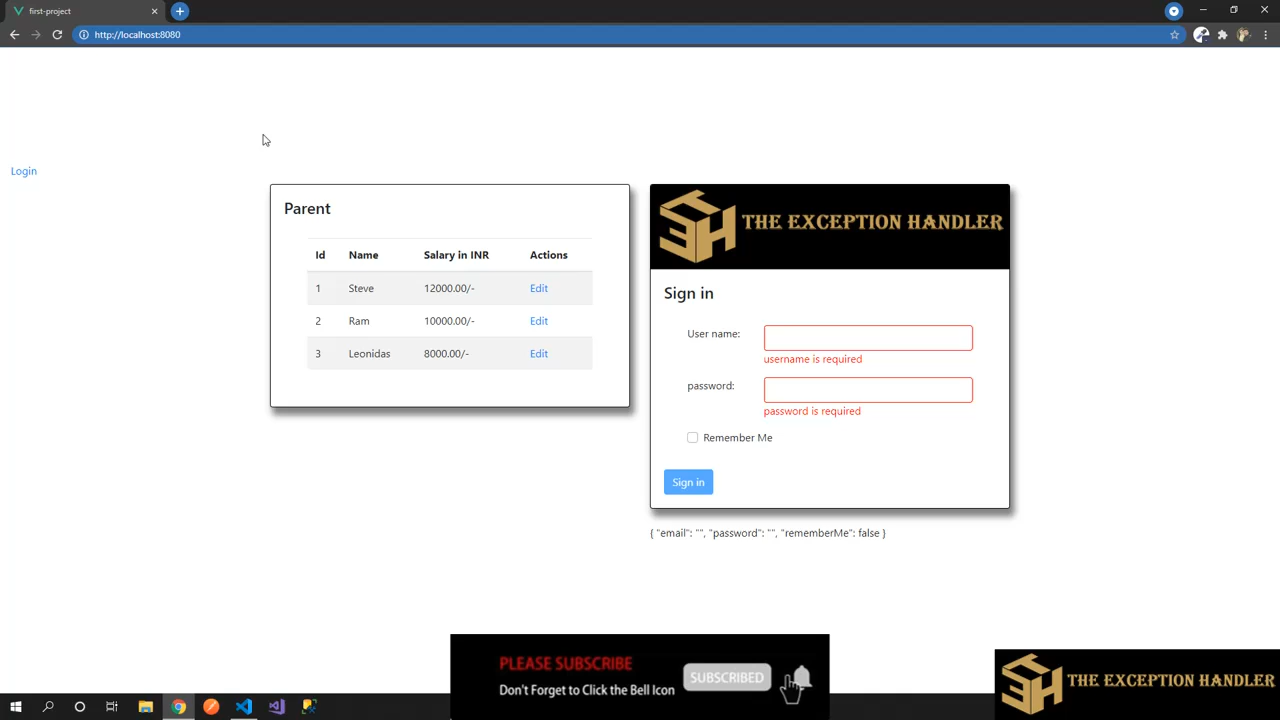 first-project
http://localhost:8080
Login
Parent
Id Name Salary in INR Actions
1 Steve 12000.00/- Edit
2 Ram 10000.00/- Edit
3 Leonidas 8000.00/- Edit
THE EXCEPTION HANDLER
Sign in
User name:
username is required
password:
password is required
Remember Me
Sign in
{ "email": "", "password": "", "rememberMe": false }
PLEASE SUBSCRIBE
Don't Forget to Click the Bell Icon
SUBSCRIBED
THE EXCEPTION HANDLER